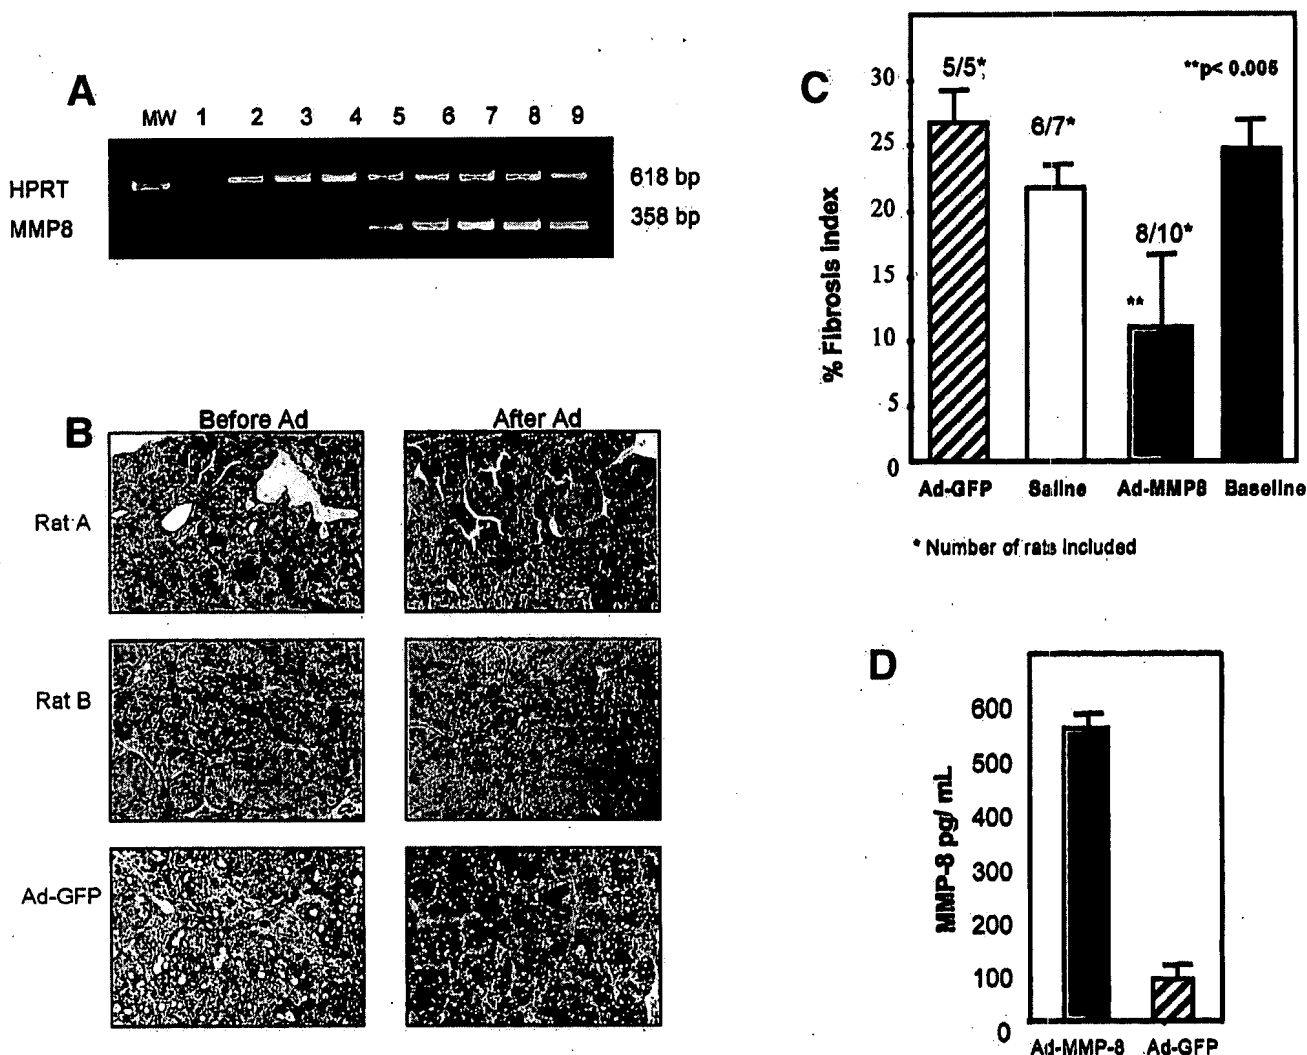 A
MW 1 2 3 4 5 6 7 8 9
HPRT
618 bp
MMP8
358 bp
B
Before Ad
After Ad
Rat A
Rat B
Ad-GFP
C
% Fibrosis Index
30
25
20
15
10
5
0
5/5*
6/7*
8/10*
**
**p< 0.005
Ad-GFP
Saline
Ad-MMP8
Baseline
* Number of rats Included
D
MMP-8 pg/ mL
600
500
400
300
200
100
0
Ad-MMP-8
Ad-GFP